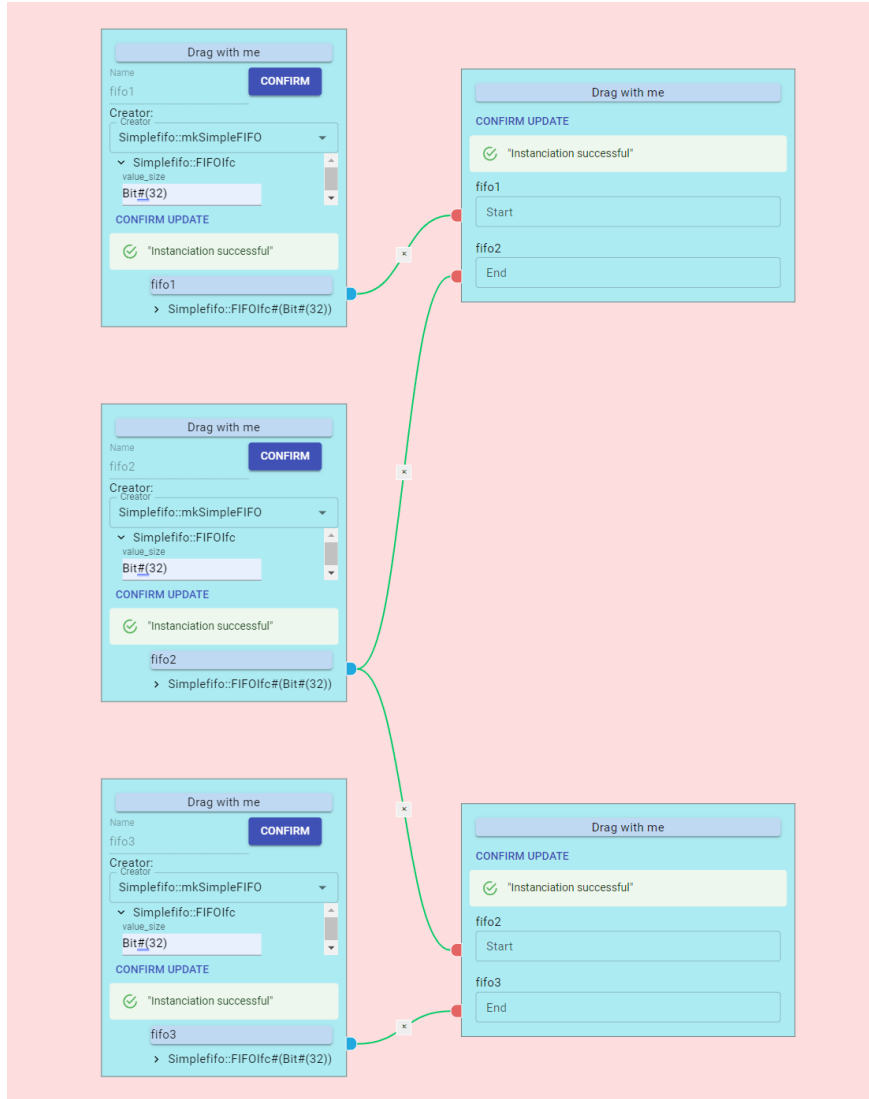 Drag with me
Name
fifo1
CONFIRM
Creator:
Creator
Simplefifo::mkSimpleFIFO
Simplefifo::FIFOIfc
value_size
Bit#(32)
CONFIRM UPDATE
"Instanciation successful"
fifo1
Simplefifo::FIFOIfc#(Bit#(32))
Drag with me
CONFIRM UPDATE
"Instanciation successful"
fifo1
Start
fifo2
End
Drag with me
Name
fifo2
CONFIRM
Creator:
Creator
Simplefifo::mkSimpleFIFO
Simplefifo::FIFOIfc
value_size
Bit#(32)
CONFIRM UPDATE
"Instanciation successful"
fifo2
Simplefifo::FIFOIfc#(Bit#(32))
Drag with me
Name
fifo3
CONFIRM
Creator:
Creator
Simplefifo::mkSimpleFIFO
Simplefifo::FIFOIfc
value_size
Bit#(32)
CONFIRM UPDATE
"Instanciation successful"
fifo3
Simplefifo::FIFOIfc#(Bit#(32))
Drag with me
CONFIRM UPDATE
"Instanciation successful"
fifo2
Start
fifo3
End